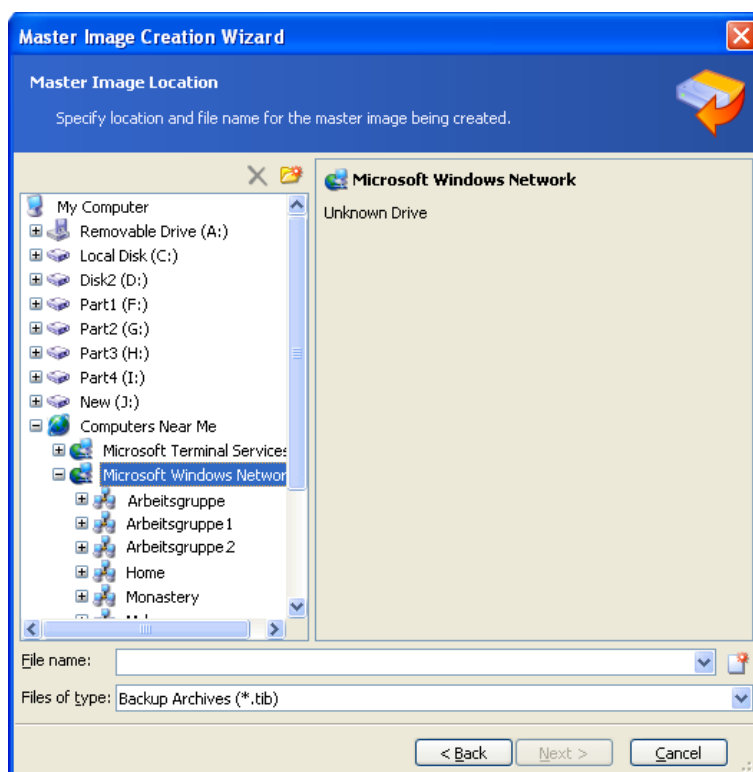 Master Image Creation Wizard
Master Image Location
Specify location and file name for the master image being created.
Microsoft Windows Network
Unknown Drive
My Computer
Removable Drive (A:)
Local Disk (C:)
Disk2 (D:)
Part1 (F:)
Part2 (G:)
Part3 (H:)
Part4 (I:)
New (J:)
Computers Near Me
Microsoft Terminal Services
Microsoft Windows Networ
Arbeitsgruppe
Arbeitsgruppe1
Arbeitsgruppe2
Home
Monastery
File name:
Files of type: Backup Archives (*.tib)
< Back Next > Cancel